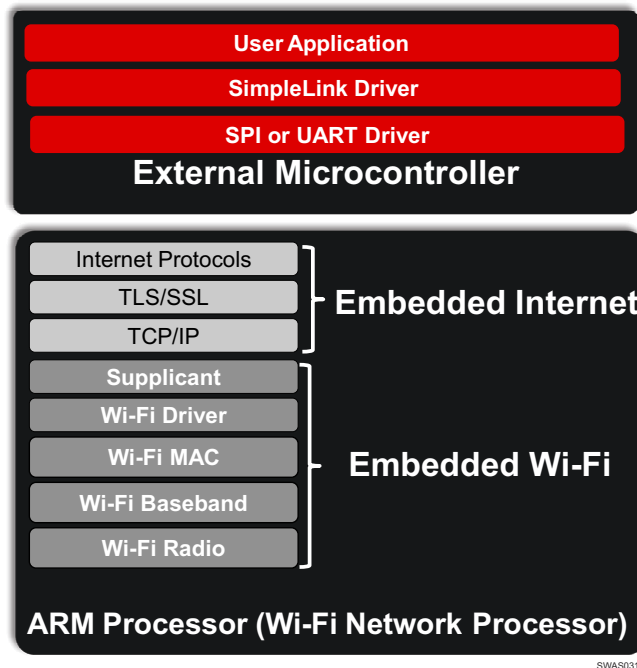 User Application
SimpleLink Driver
SPI or UART Driver
External Microcontroller
Internet Protocols
TLS/SSL
TCP/IP
Embedded Internet
Supplicant
Wi-Fi Driver
Wi-Fi MAC
Wi-Fi Baseband
Wi-Fi Radio
Embedded Wi-Fi
ARM Processor (Wi-Fi Network Processor)
SWAS031